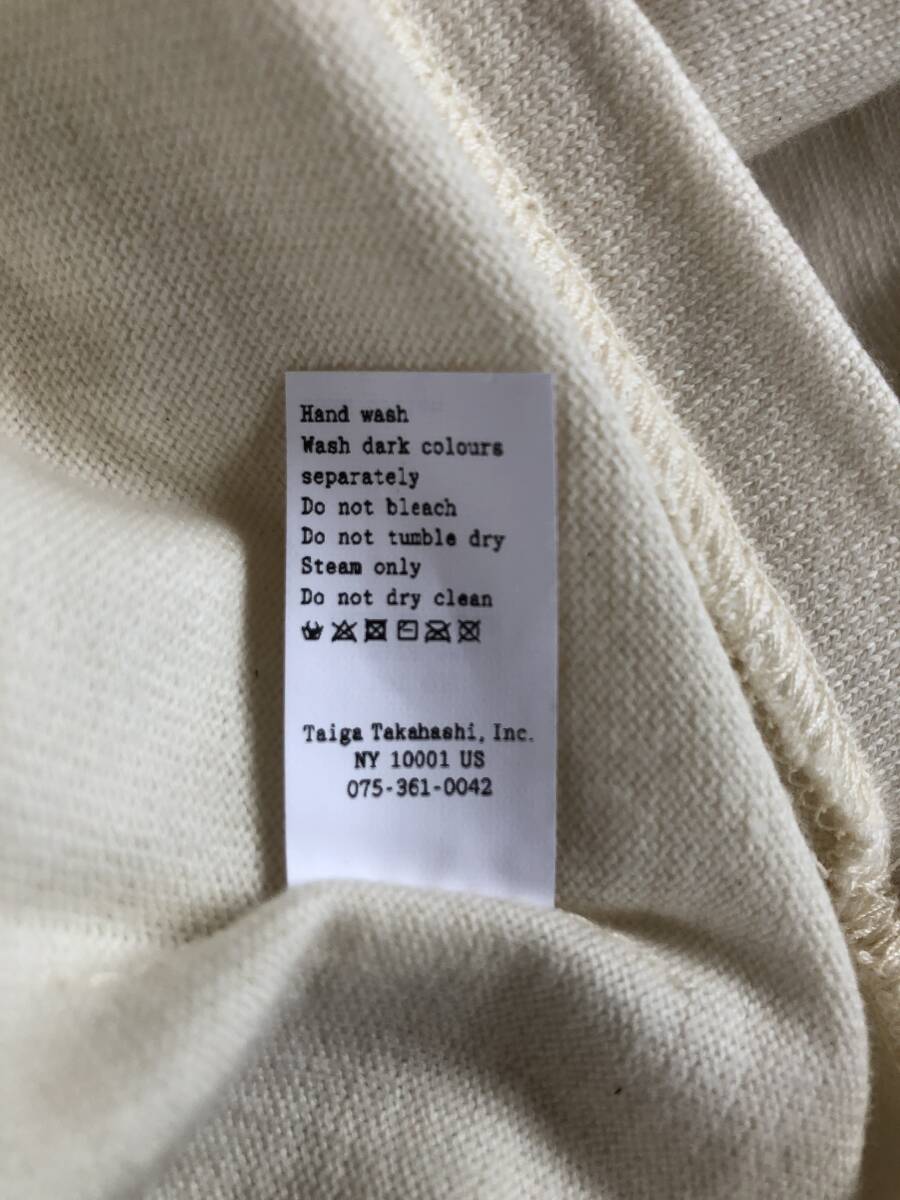 Hand wash
Wash dark colours
separately
Do not bleach
Do not tumble dry
Steam only
Do not dry clean
Taiga Takahashi, Inc.
NY 10001 US
075-361-0042